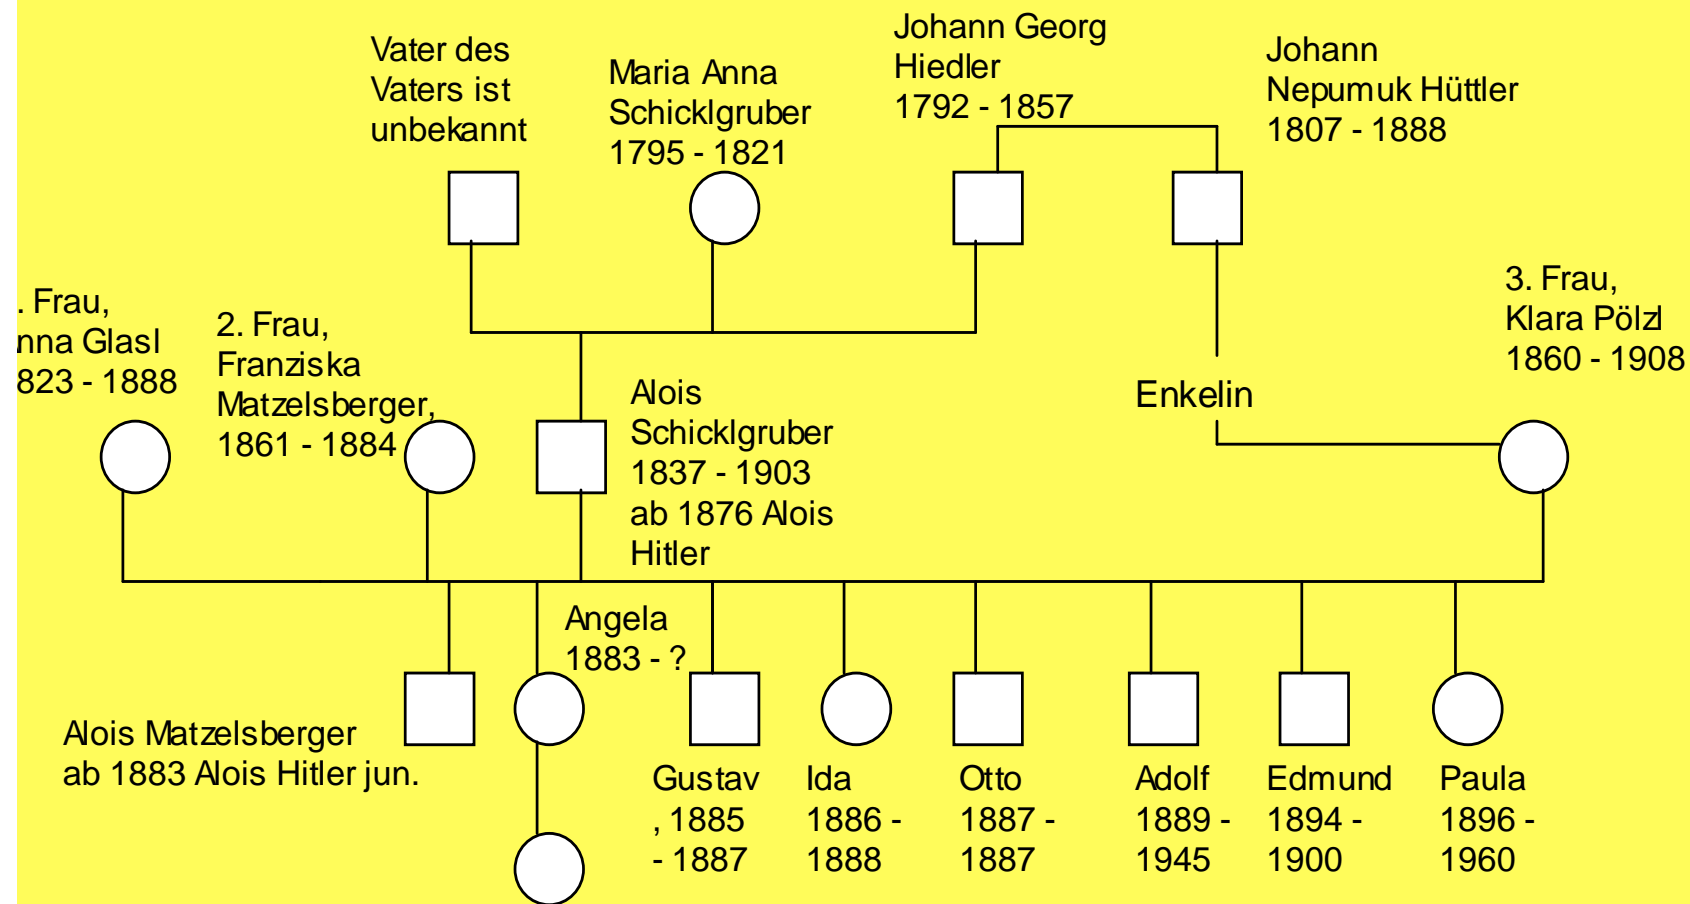 Vater des
Vaters ist
unbekannt
Maria Anna
Schicklgruber
1795 - 1821
Johann Georg
Hiedler
1792 - 1857
Johann
Nepumuk Hüttler
1807 - 1888
. Frau,
nna Glasl
823 - 1888
2. Frau,
Franziska
Matzelsberger,
1861 - 1884
Alois
Schicklgruber
1837 - 1903
ab 1876 Alois
Hitler
Enkelin
3. Frau,
Klara Pölzl
1860 - 1908
Angela
1883 - ?
Alois Matzelsberger
ab 1883 Alois Hitler jun.
Gustav
, 1885
- 1887
Ida
1886 -
1888
Otto
1887 -
1887
Adolf
1889 -
1945
Edmund
1894 -
1900
Paula
1896 -
1960